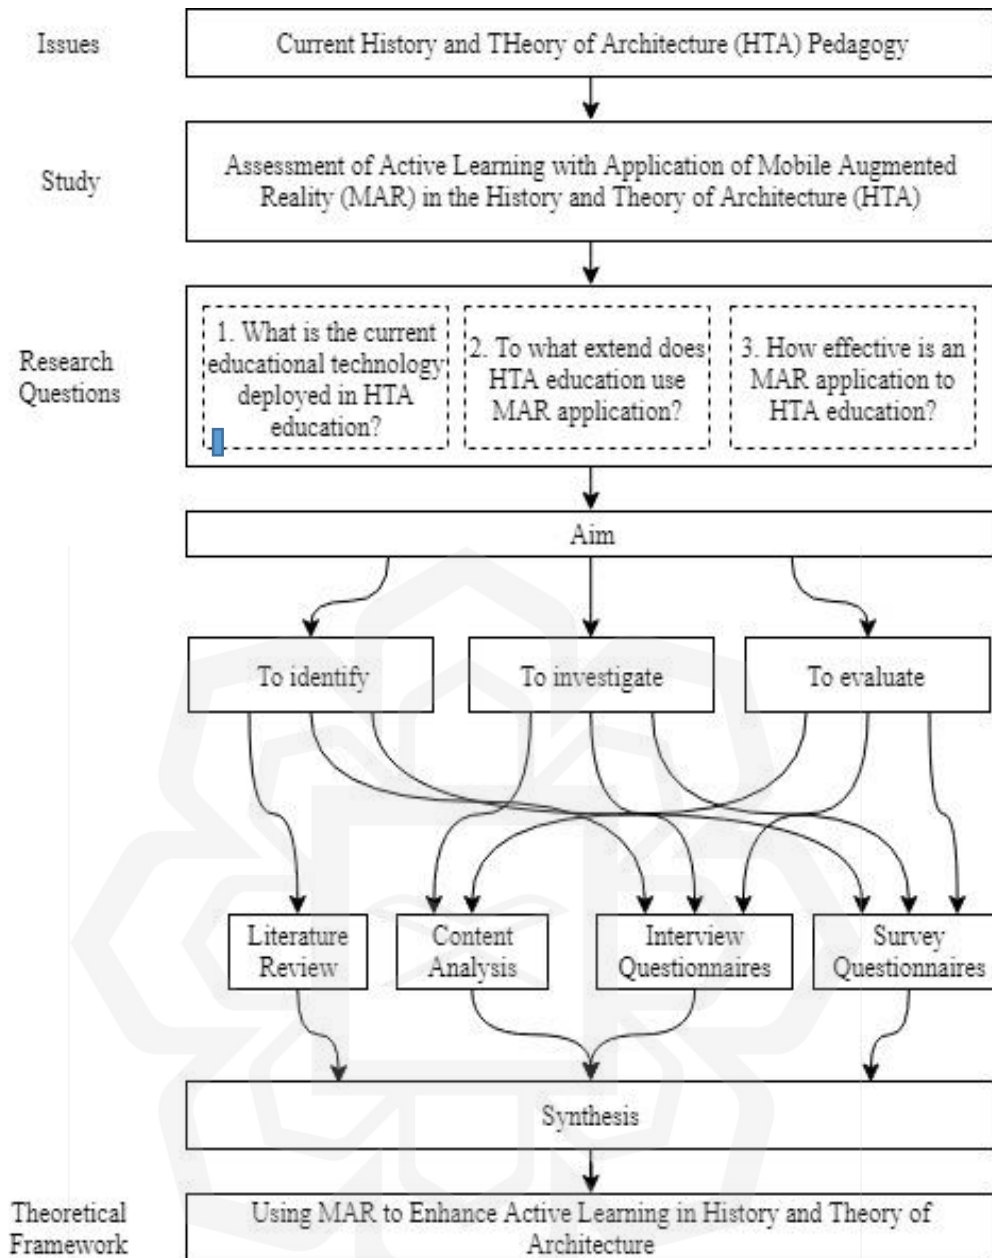 Issues
Current History and THeory of Architecture (HTA) Pedagogy
Study
Assessment of Active Learning with Application of Mobile Augmented
Reality (MAR) in the History and Theory of Architecture (HTA)
Research
Questions
1. What is the current
educational technology
deployed in HTA
education?
2. To what extend does
HTA education use
MAR application?
3. How effective is an
MAR application to
HTA education?
Aim
To identify
To investigate
To evaluate
Literature
Review
Content
Analysis
Interview
Questionnaires
Survey
Questionnaires
Synthesis
Theoretical
Framework
Using MAR to Enhance Active Learning in History and Theory of
Architecture